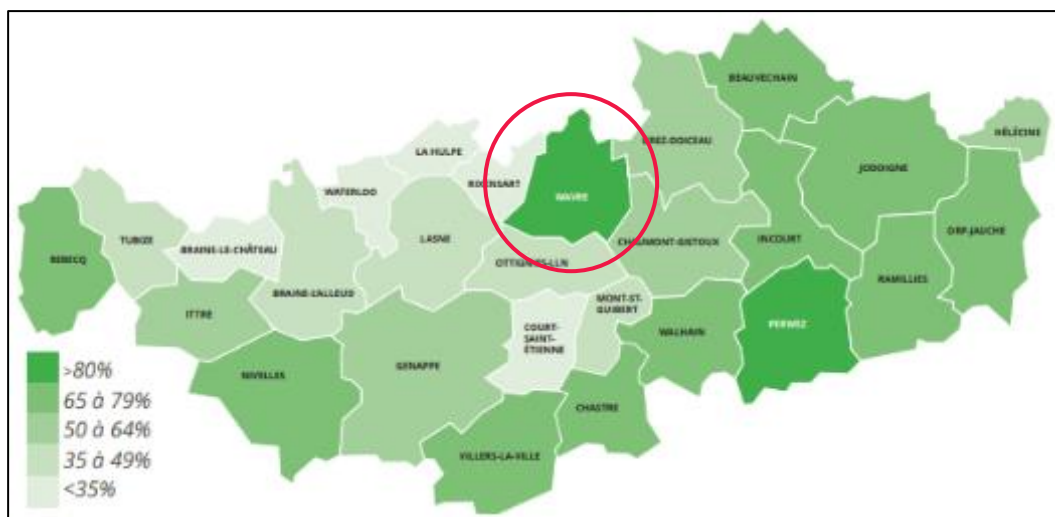 BEAUVECHAIN
HÉLÉCINE
GREZ-DOICEAU
LA HULPE
JODOIGNE
RIXENSART
WATERLOO
WAVRE
ORP-JAUCHE
TUBIZE
LASNE
INCOURT
CHAUMONT-GISTOUX
BRAINE-LE-CHÂTEAU
REBECQ
OTTIGNIES-LLN
RAMILLIES
BRAINE-L'ALLEUD
MONT-ST-
GUIBERT
ITTRE
PERWEZ
COURT-
SAINT-
ÉTIENNE
WALHAIN
GENAPPE
NIVELLES
CHASTRE
VILLERS-LA-VILLE
>80%
65 à 79%
50 à 64%
35 à 49%
<35%